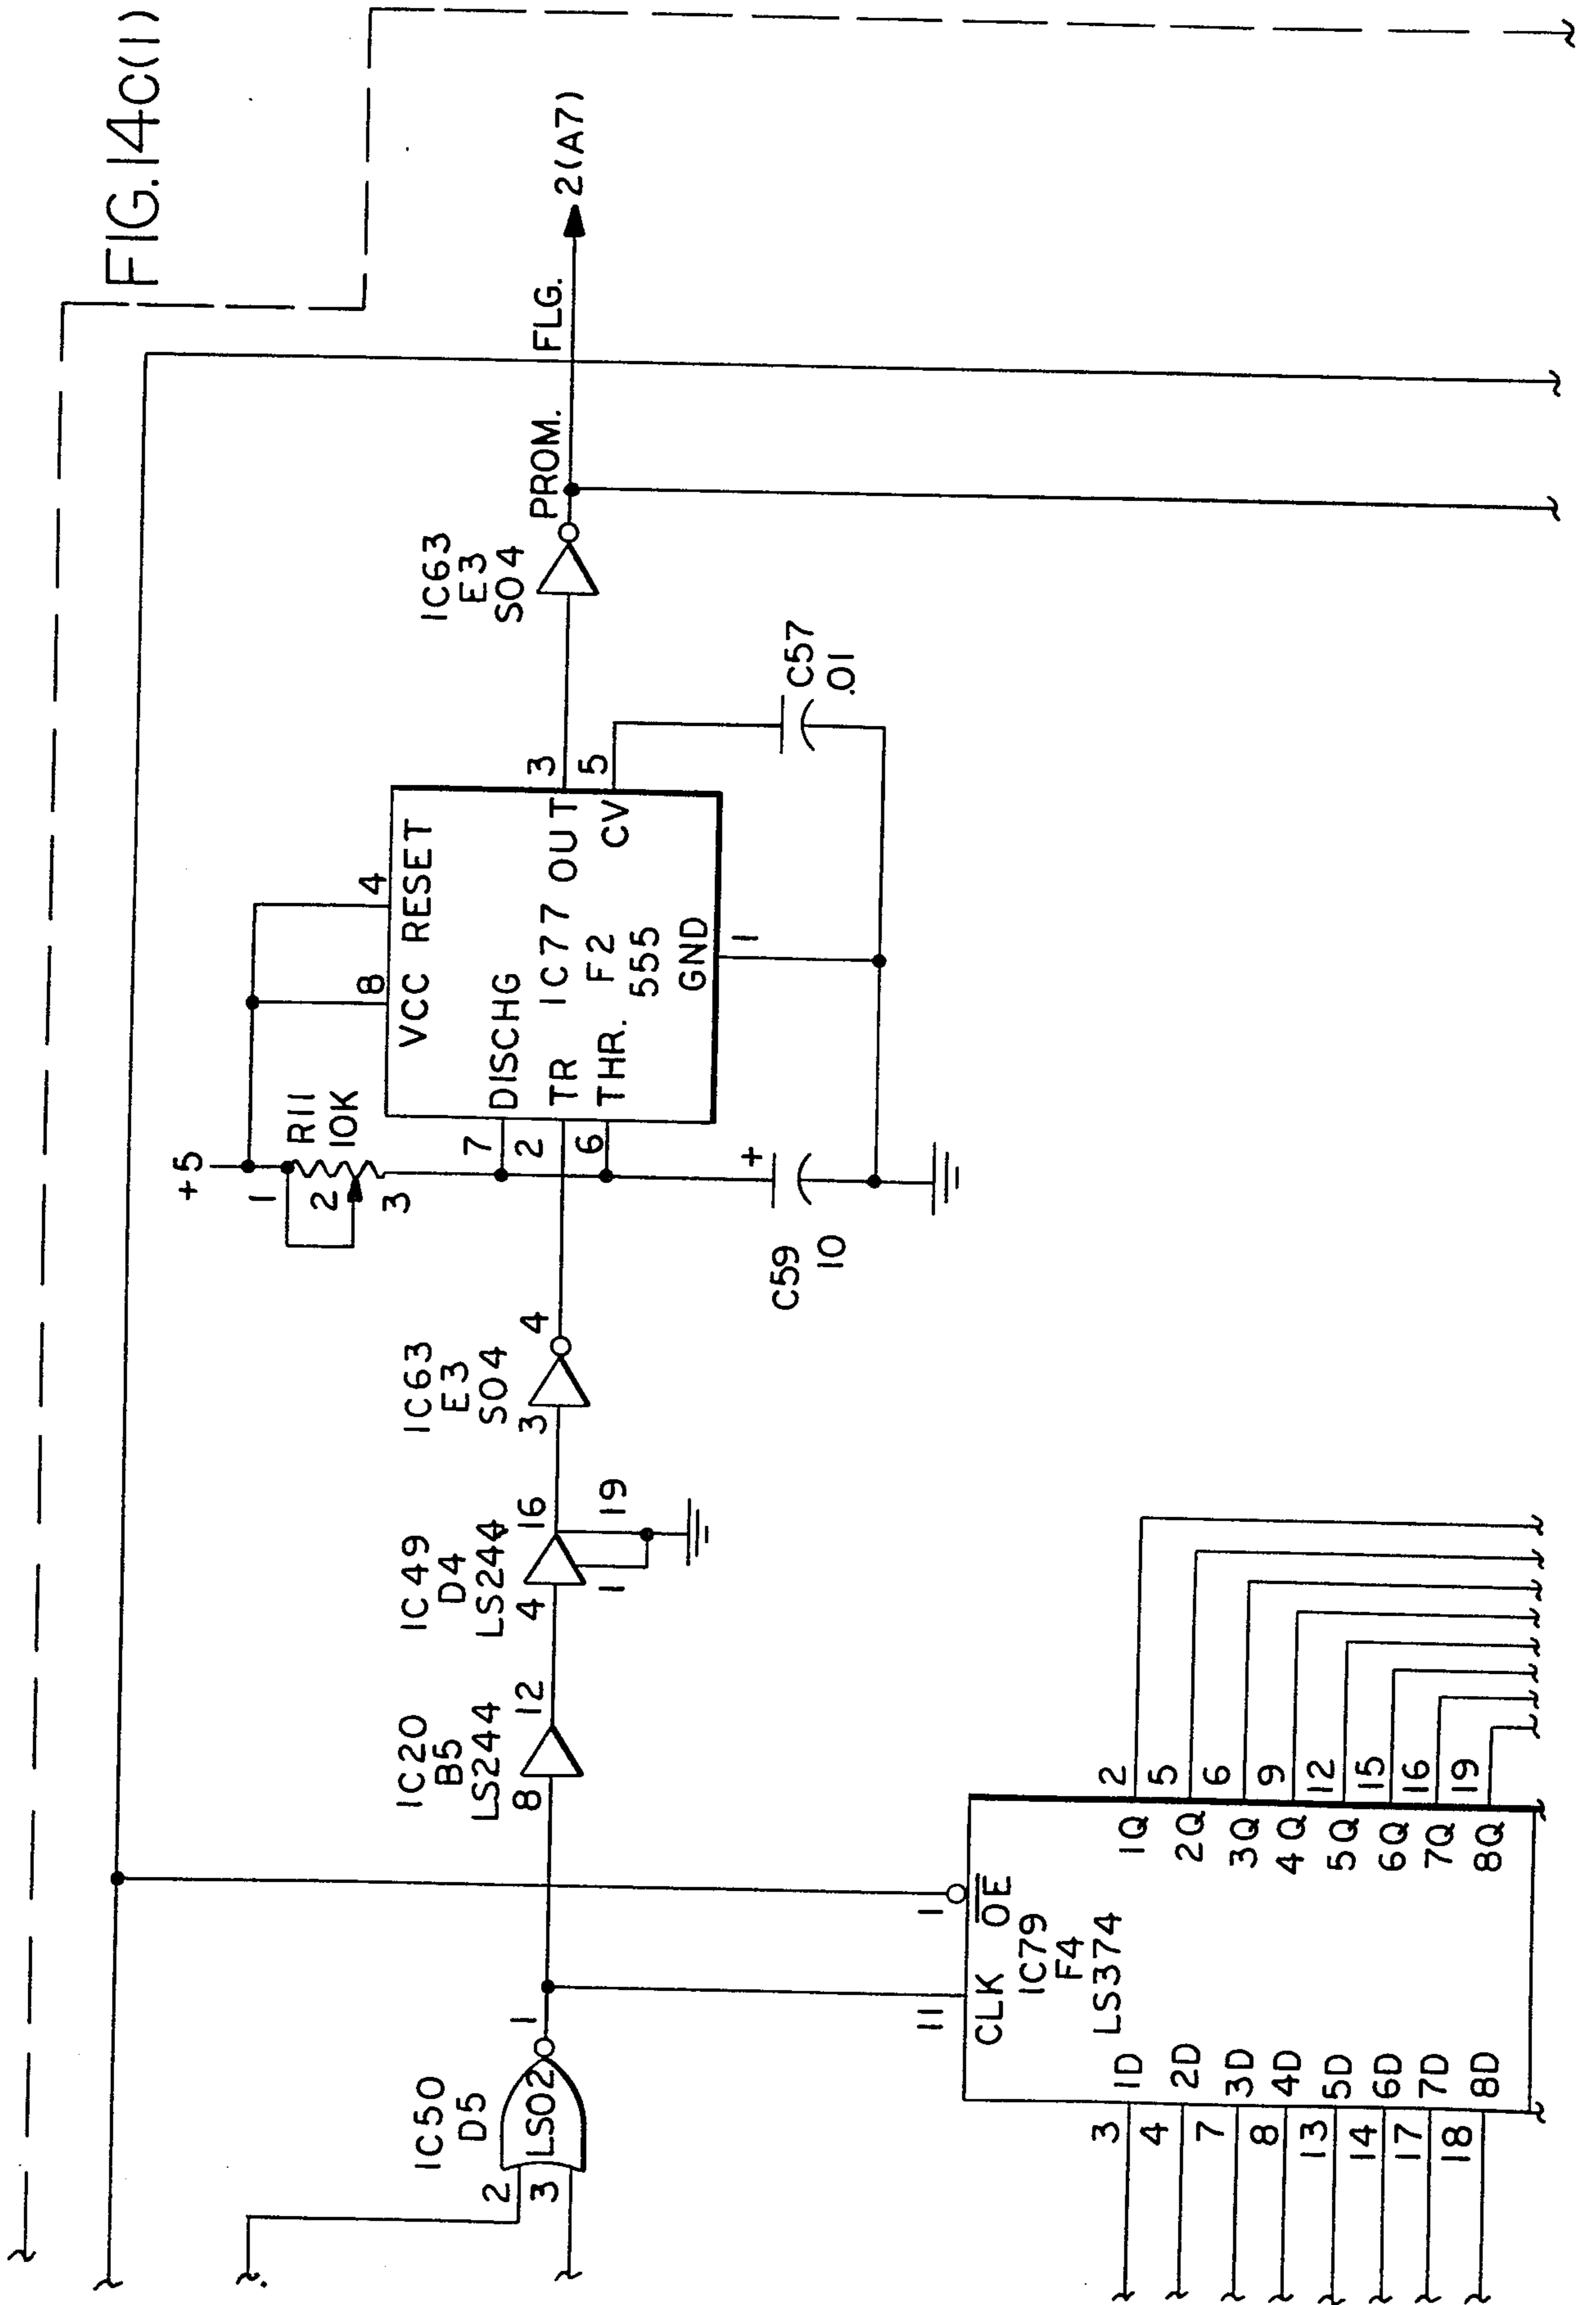 FIG.14C(1)
+5
R11
10K
1
2
3
8
4
VCC RESET
DISCHG
TR IC77 OUT
THR. F2
CV
555
GND
7
2
6
3
5
1
+
C59
10
C57
.01
IC63
E3
SO4
PROM. FLG.
2(A7)
IC50
D5
LSO2
2
3
1
IC20
B5
LS244
8
12
IC49
D4
LS244
4
16
1
19
IC63
E3
SO4
3
4
11
1
CLK OE
IC79
F4
LS374
3
4
7
8
13
14
17
18
1D
2D
3D
4D
5D
6D
7D
8D
1Q
2Q
3Q
4Q
5Q
6Q
7Q
8Q
2
5
6
9
12
15
16
19